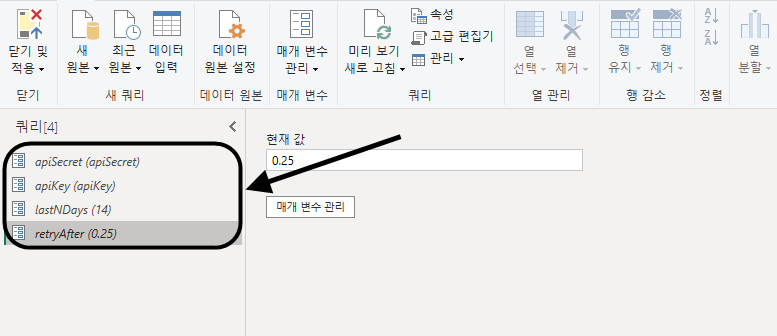 닫기 및 적용
새 원본
최근 원본
데이터 입력
데이터 원본 설정
매개 변수 관리
미리 보기 새로 고침
속성
고급 편집기
관리
열 선택
열 제거
행 유지
행 제거
열 분할
닫기
새 쿼리
데이터 원본
매개 변수
쿼리
열 관리
행 감소
정렬
쿼리[4]
apiSecret (apiSecret)
apiKey (apiKey)
lastNDays (14)
retryAfter (0.25)
현재 값
0.25
매개 변수 관리